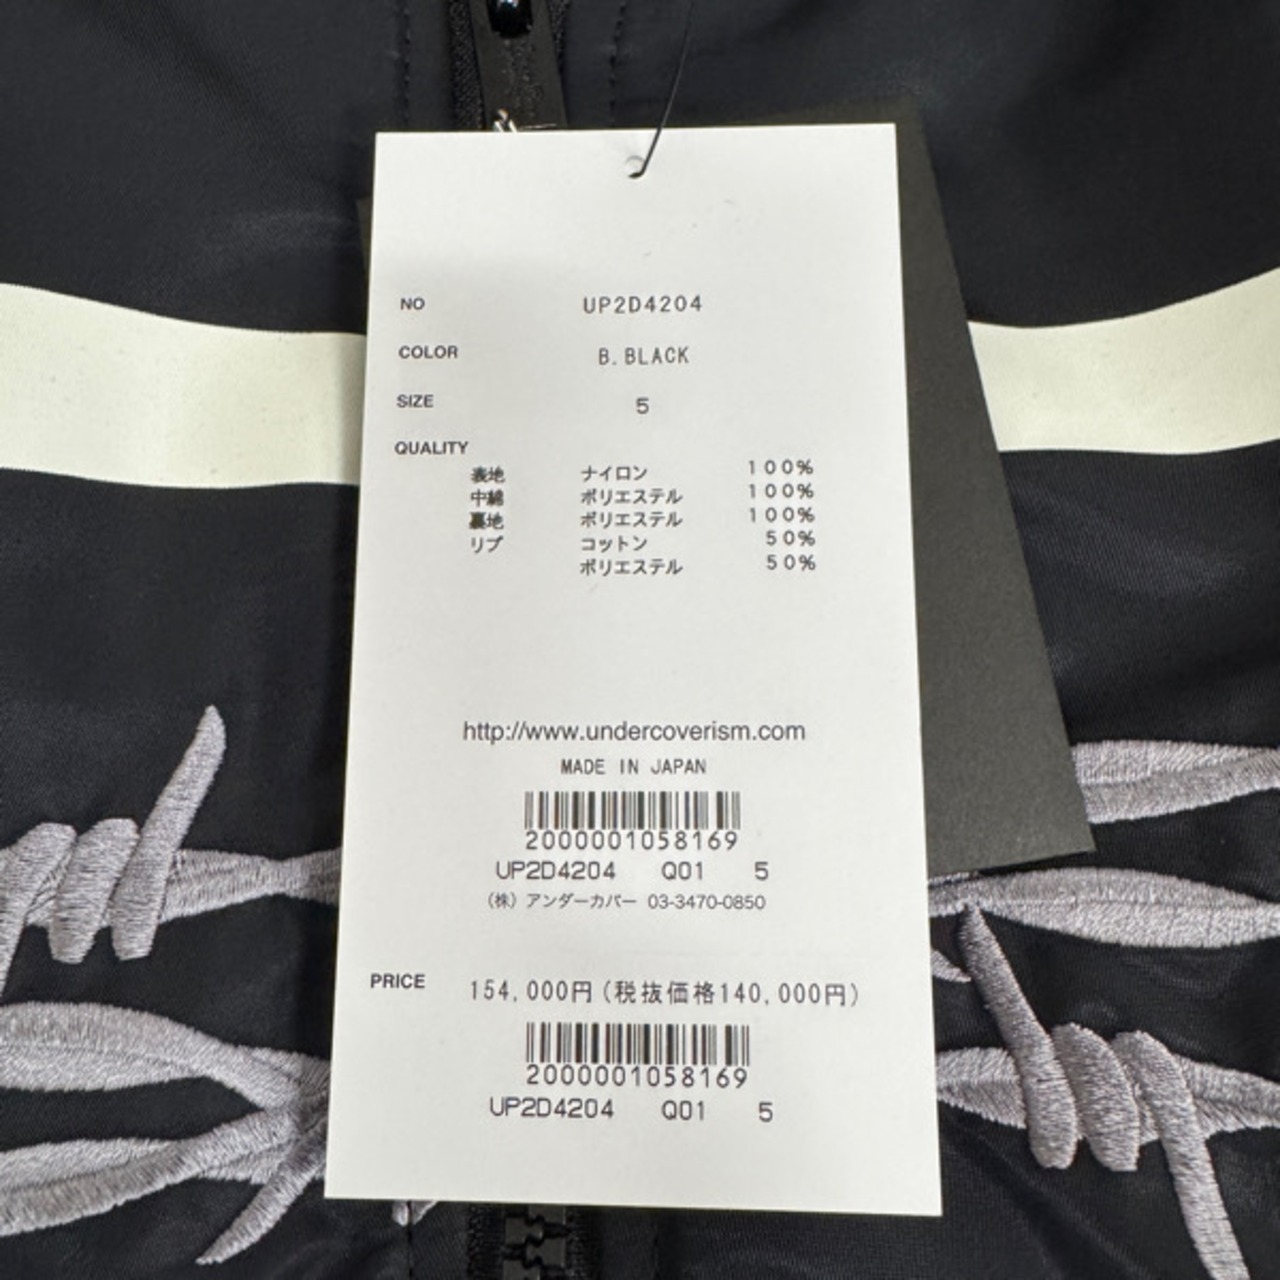 NO UP2D4204
COLOR B.BLACK
SIZE 5
QUALITY
表地 ナイロン 100%
中綿 ポリエステル 100%
裏地 ポリエステル 100%
リブ コットン 50%
ポリエステル 50%
http://www.undercoverism.com
MADE IN JAPAN
2000001058169
UP2D4204 Q01 5
(株) アンダーカバー 03-3470-0850
PRICE 154,000円(税抜価格140,000円)
2000001058169
UP2D4204 Q01 5